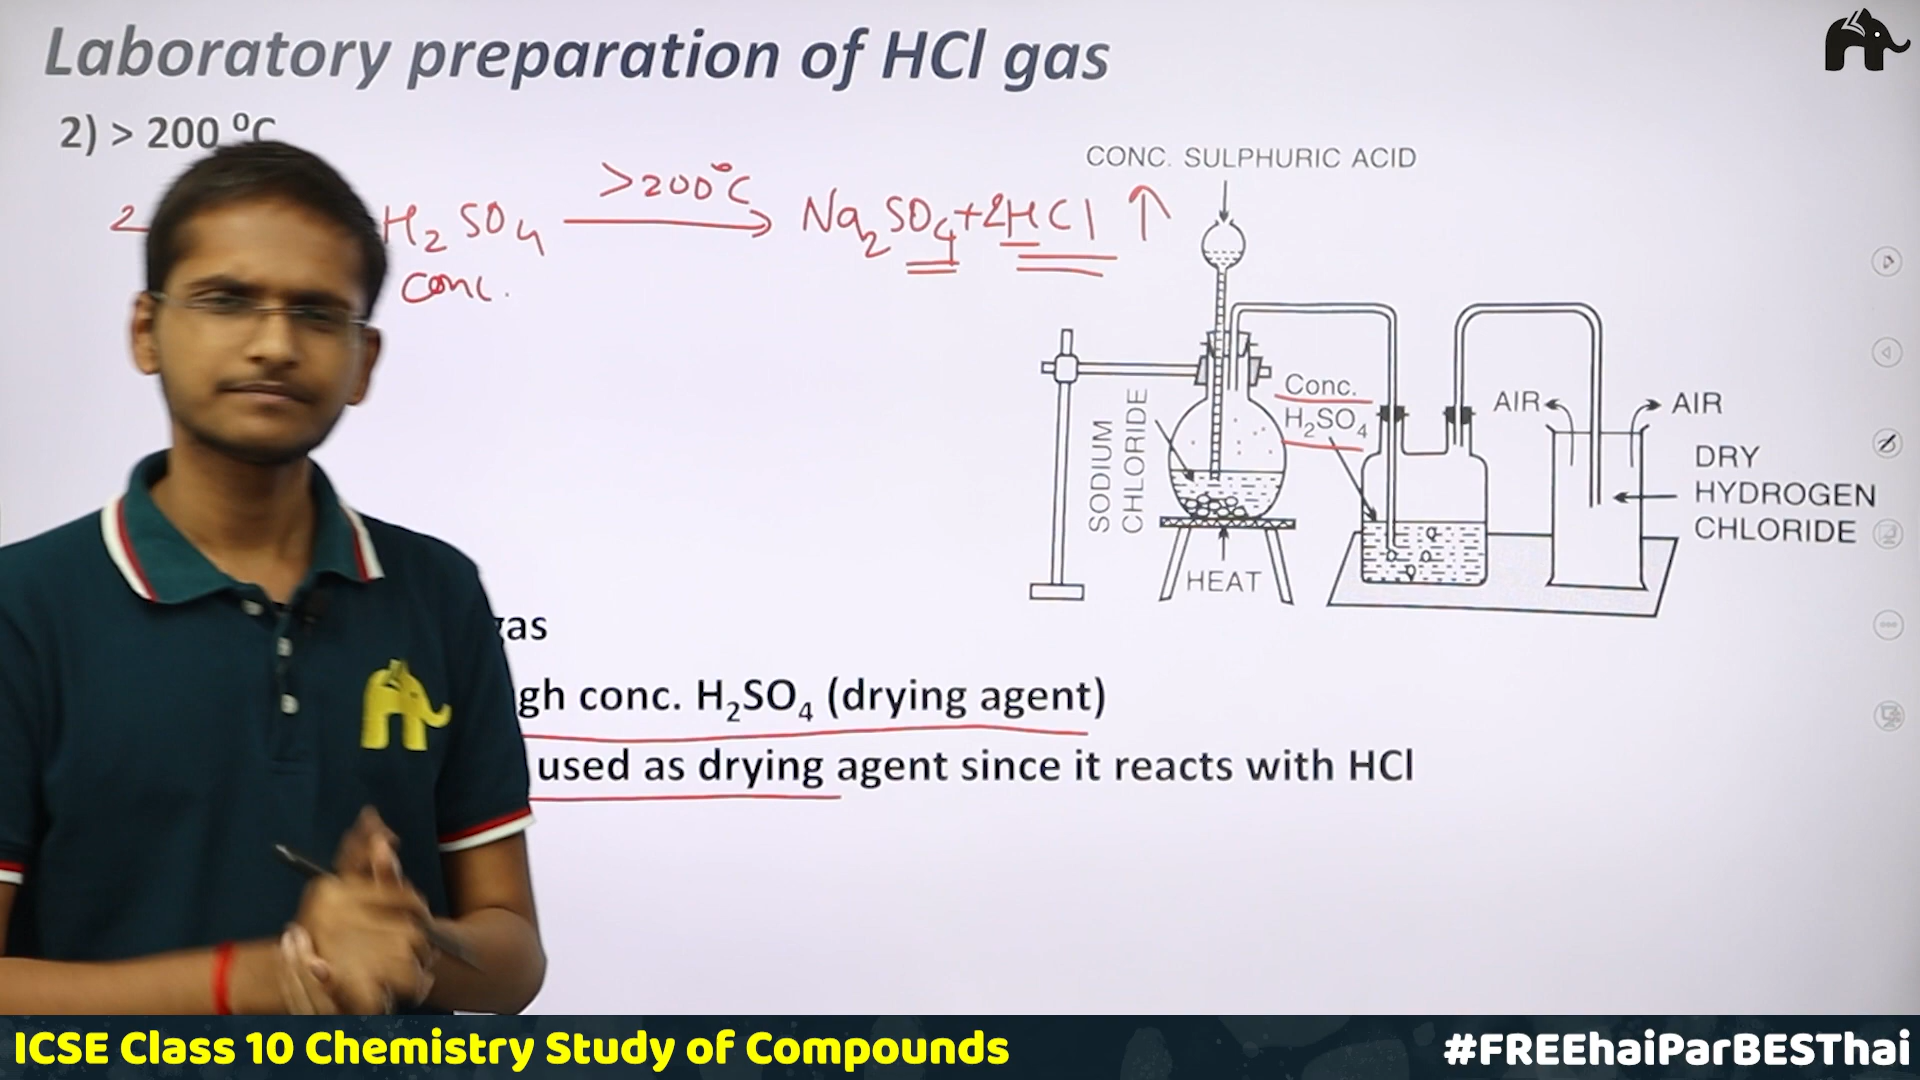 Laboratory preparation of HCl gas
2) > 200 ⁰C
2 H₂SO₄ >200°C Na₂SO₄+2HCl ↑
conc.
CONC. SULPHURIC ACID
SODIUM CHLORIDE
Conc.
H₂SO₄
AIR AIR
DRY
HYDROGEN
CHLORIDE
HEAT
gas
conc. H₂SO₄ (drying agent)
used as drying agent since it reacts with HCl
ICSE Class 10 Chemistry Study of Compounds
#FREEhaiParBESThai